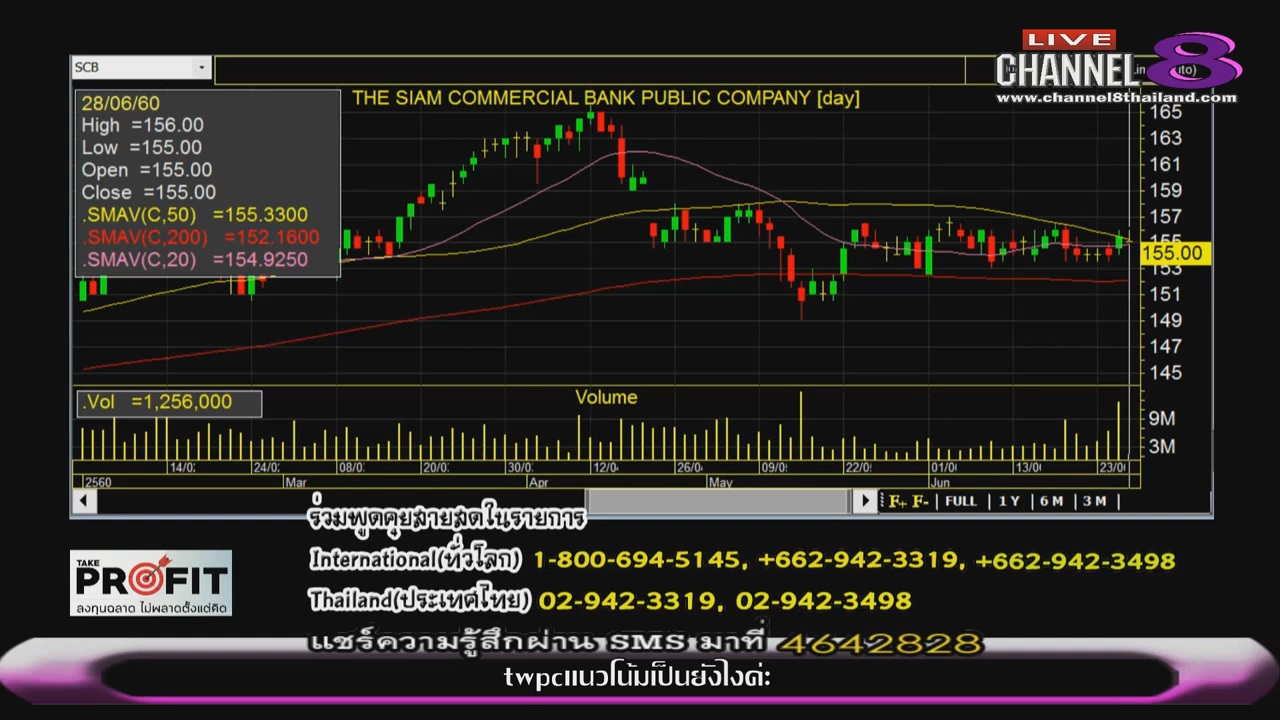 LIVE
CHANNEL 8
www.channel8thailand.com
SCB
THE SIAM COMMERCIAL BANK PUBLIC COMPANY [day]
28/06/60
High =156.00
Low =155.00
Open =155.00
Close =155.00
.SMAV(C,50) =155.3300
.SMAV(C,200) =152.1600
.SMAV(C,20) =154.9250
165
163
161
159
157
155
155.00
153
151
149
147
145
.Vol =1,256,000
Volume
9M
3M
14/0 24/0 08/0 20/0 30/0 12/0 26/0 09/0 22/0 01/0 13/0 23/0
2560 Mar Apr May Jun
F+ F- | FULL | 1 Y | 6 M | 3 M |
ร่วมพูดคุยสายสดในรายการ
International(ทั่วโลก) 1-800-694-5145, +662-942-3319, +662-942-3498
TAKE
PROFIT
ลงทุนฉลาด ไม่พลาดตั้งแต่คิด
Thailand(ประเทศไทย) 02-942-3319, 02-942-3498
แชร์ความรู้สึกผ่าน SMS มาที่ 4642828
twpcแนวโน้มเป็นยังไงค่ะ